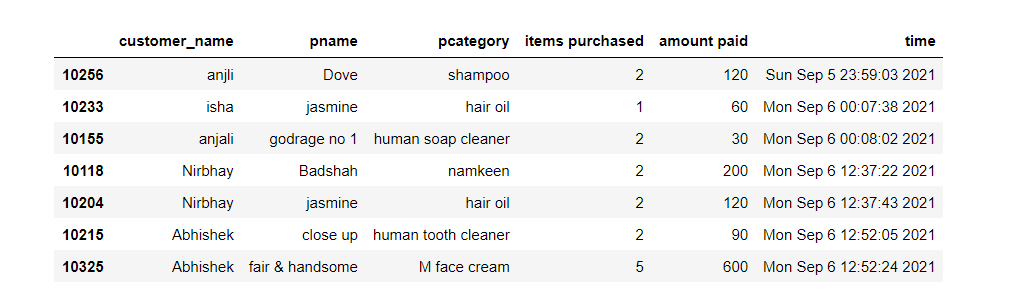 customer_name pname pcategory items purchased amount paid time
10256 anjli Dove shampoo 2 120 Sun Sep 5 23:59:03 2021
10233 isha jasmine hair oil 1 60 Mon Sep 6 00:07:38 2021
10155 anjali godrage no 1 human soap cleaner 2 30 Mon Sep 6 00:08:02 2021
10118 Nirbhay Badshah namkeen 2 200 Mon Sep 6 12:37:22 2021
10204 Nirbhay jasmine hair oil 2 120 Mon Sep 6 12:37:43 2021
10215 Abhishek close up human tooth cleaner 2 90 Mon Sep 6 12:52:05 2021
10325 Abhishek fair & handsome M face cream 5 600 Mon Sep 6 12:52:24 2021